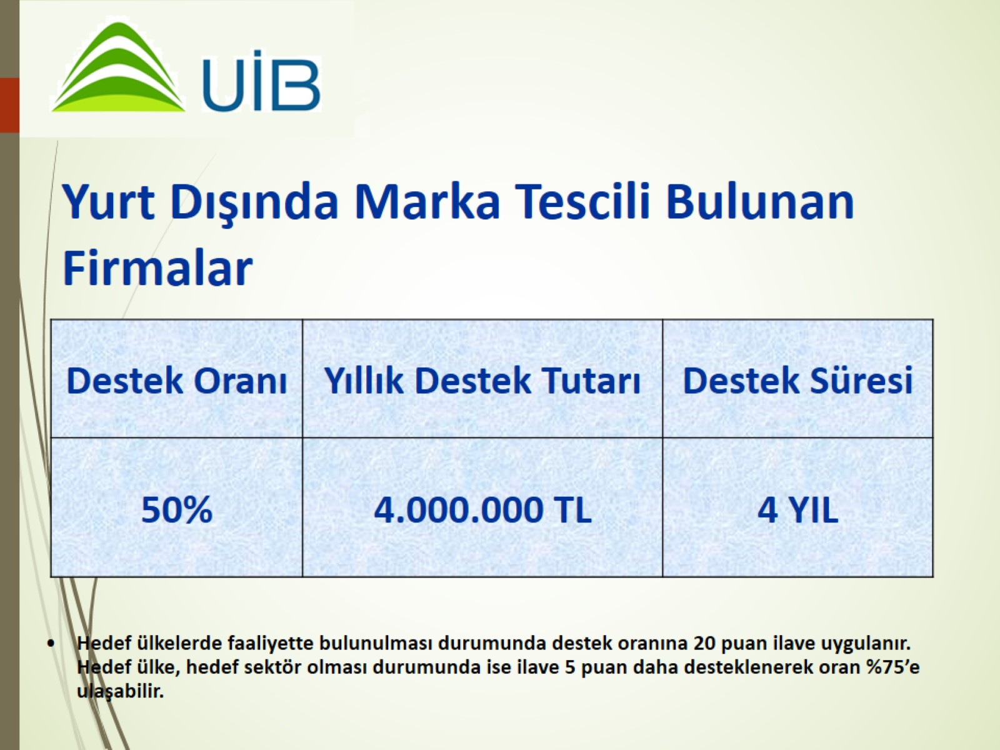 UİB
Yurt Dışında Marka Tescili Bulunan
Firmalar
Destek Oranı
Yıllık Destek Tutarı
Destek Süresi
50%
4.000.000 TL
4 YIL
• Hedef ülkelerde faaliyette bulunulması durumunda destek oranına 20 puan ilave uygulanır.
Hedef ülke, hedef sektör olması durumunda ise ilave 5 puan daha desteklenerek oran %75’e
ulaşabilir.